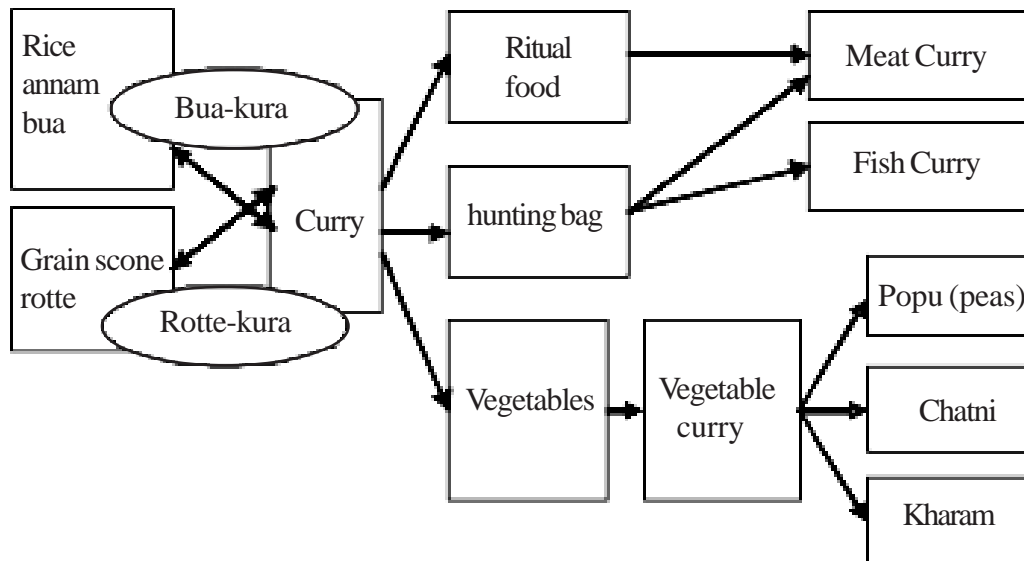 Rice
annam
bua
Bua-kura
Grain scone
rotte
Rotte-kura
Curry
Ritual
food
hunting bag
Vegetables
Vegetable
curry
Meat Curry
Fish Curry
Popu (peas)
Chatni
Kharam